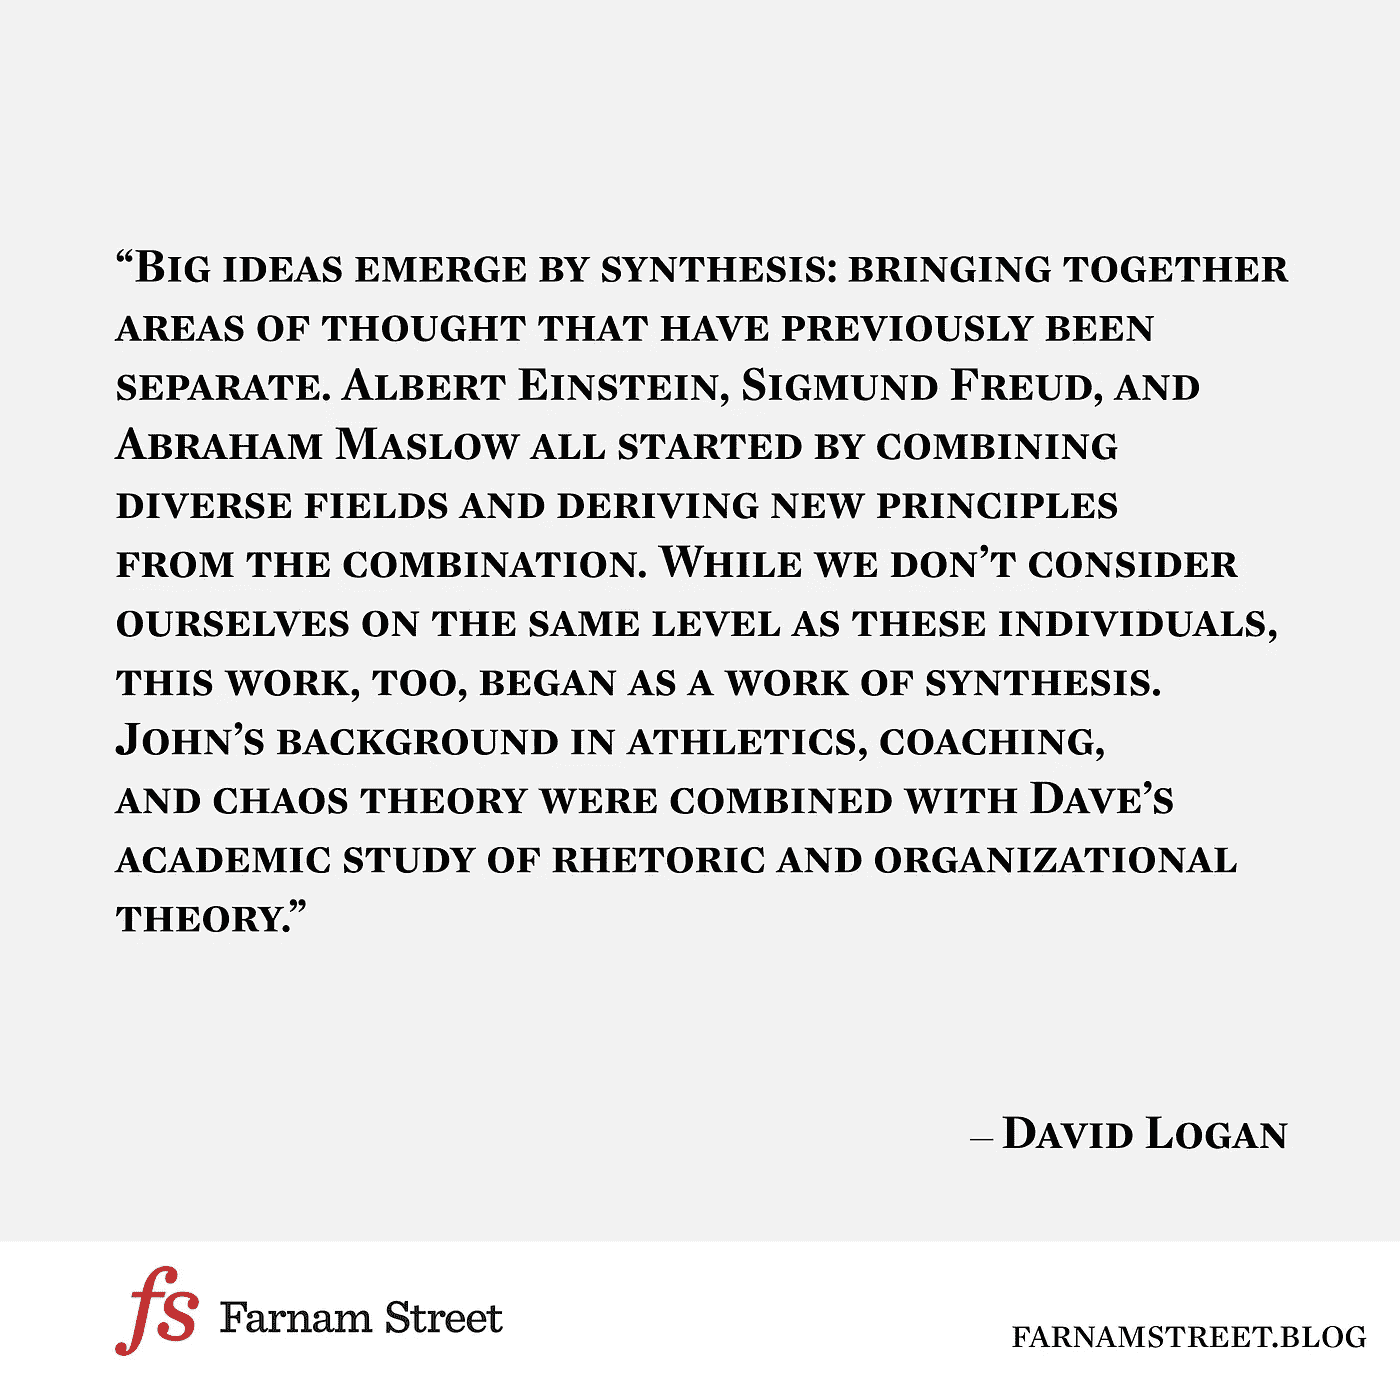 “Big ideas emerge by synthesis: bringing together
areas of thought that have previously been
separate. Albert Einstein, Sigmund Freud, and
Abraham Maslow all started by combining
diverse fields and deriving new principles
from the combination. While we don’t consider
ourselves on the same level as these individuals,
this work, too, began as a work of synthesis.
John’s background in athletics, coaching,
and chaos theory were combined with Dave’s
academic study of rhetoric and organizational
theory.”
– David Logan
fs Farnam Street
farnamstreet.blog